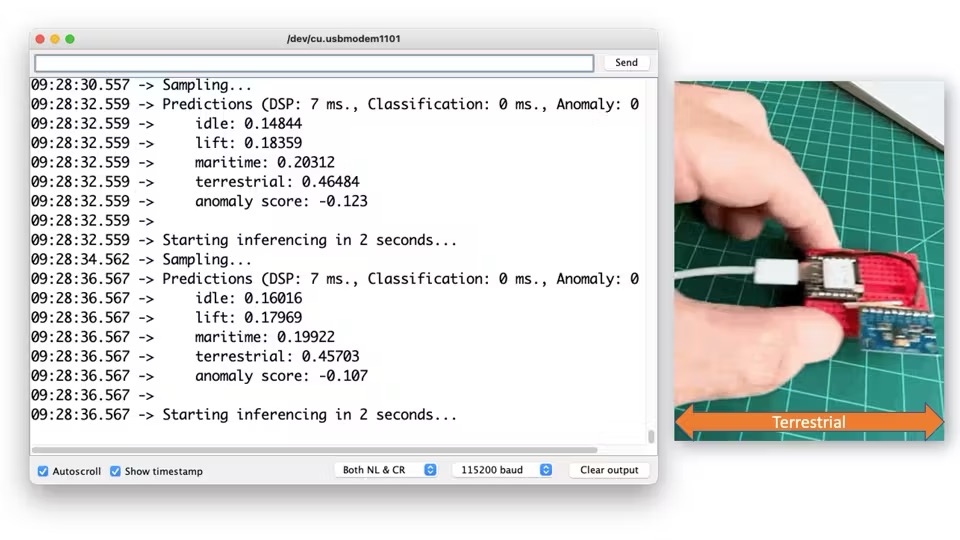 /dev/cu.usbmodem1101
Send
09:28:30.557 -> Sampling...
09:28:32.559 -> Predictions (DSP: 7 ms., Classification: 0 ms., Anomaly: 0
09:28:32.559 -> idle: 0.14844
09:28:32.559 -> lift: 0.18359
09:28:32.559 -> maritime: 0.20312
09:28:32.559 -> terrestrial: 0.46484
09:28:32.559 -> anomaly score: -0.123
09:28:32.559 ->
09:28:32.559 -> Starting inferencing in 2 seconds...
09:28:34.562 -> Sampling...
09:28:36.567 -> Predictions (DSP: 7 ms., Classification: 0 ms., Anomaly: 0
09:28:36.567 -> idle: 0.16016
09:28:36.567 -> lift: 0.17969
09:28:36.567 -> maritime: 0.19922
09:28:36.567 -> terrestrial: 0.45703
09:28:36.567 -> anomaly score: -0.107
09:28:36.567 ->
09:28:36.567 -> Starting inferencing in 2 seconds...
Autoscroll Show timestamp Both NL & CR 115200 baud Clear output
Terrestrial